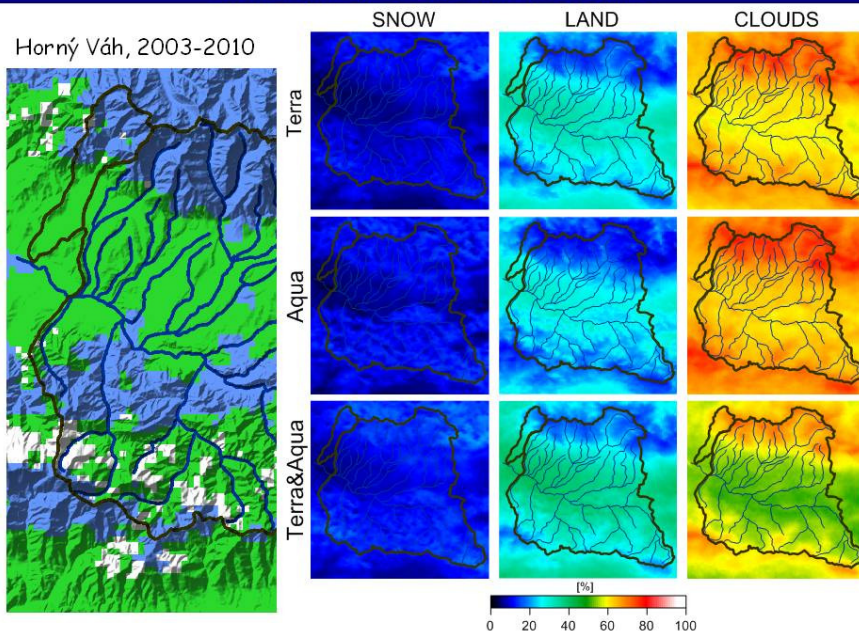 SNOW LAND CLOUDS
Horný Váh, 2003-2010
Terra
Aqua
Terra&Aqua
[%]
0 20 40 60 80 100